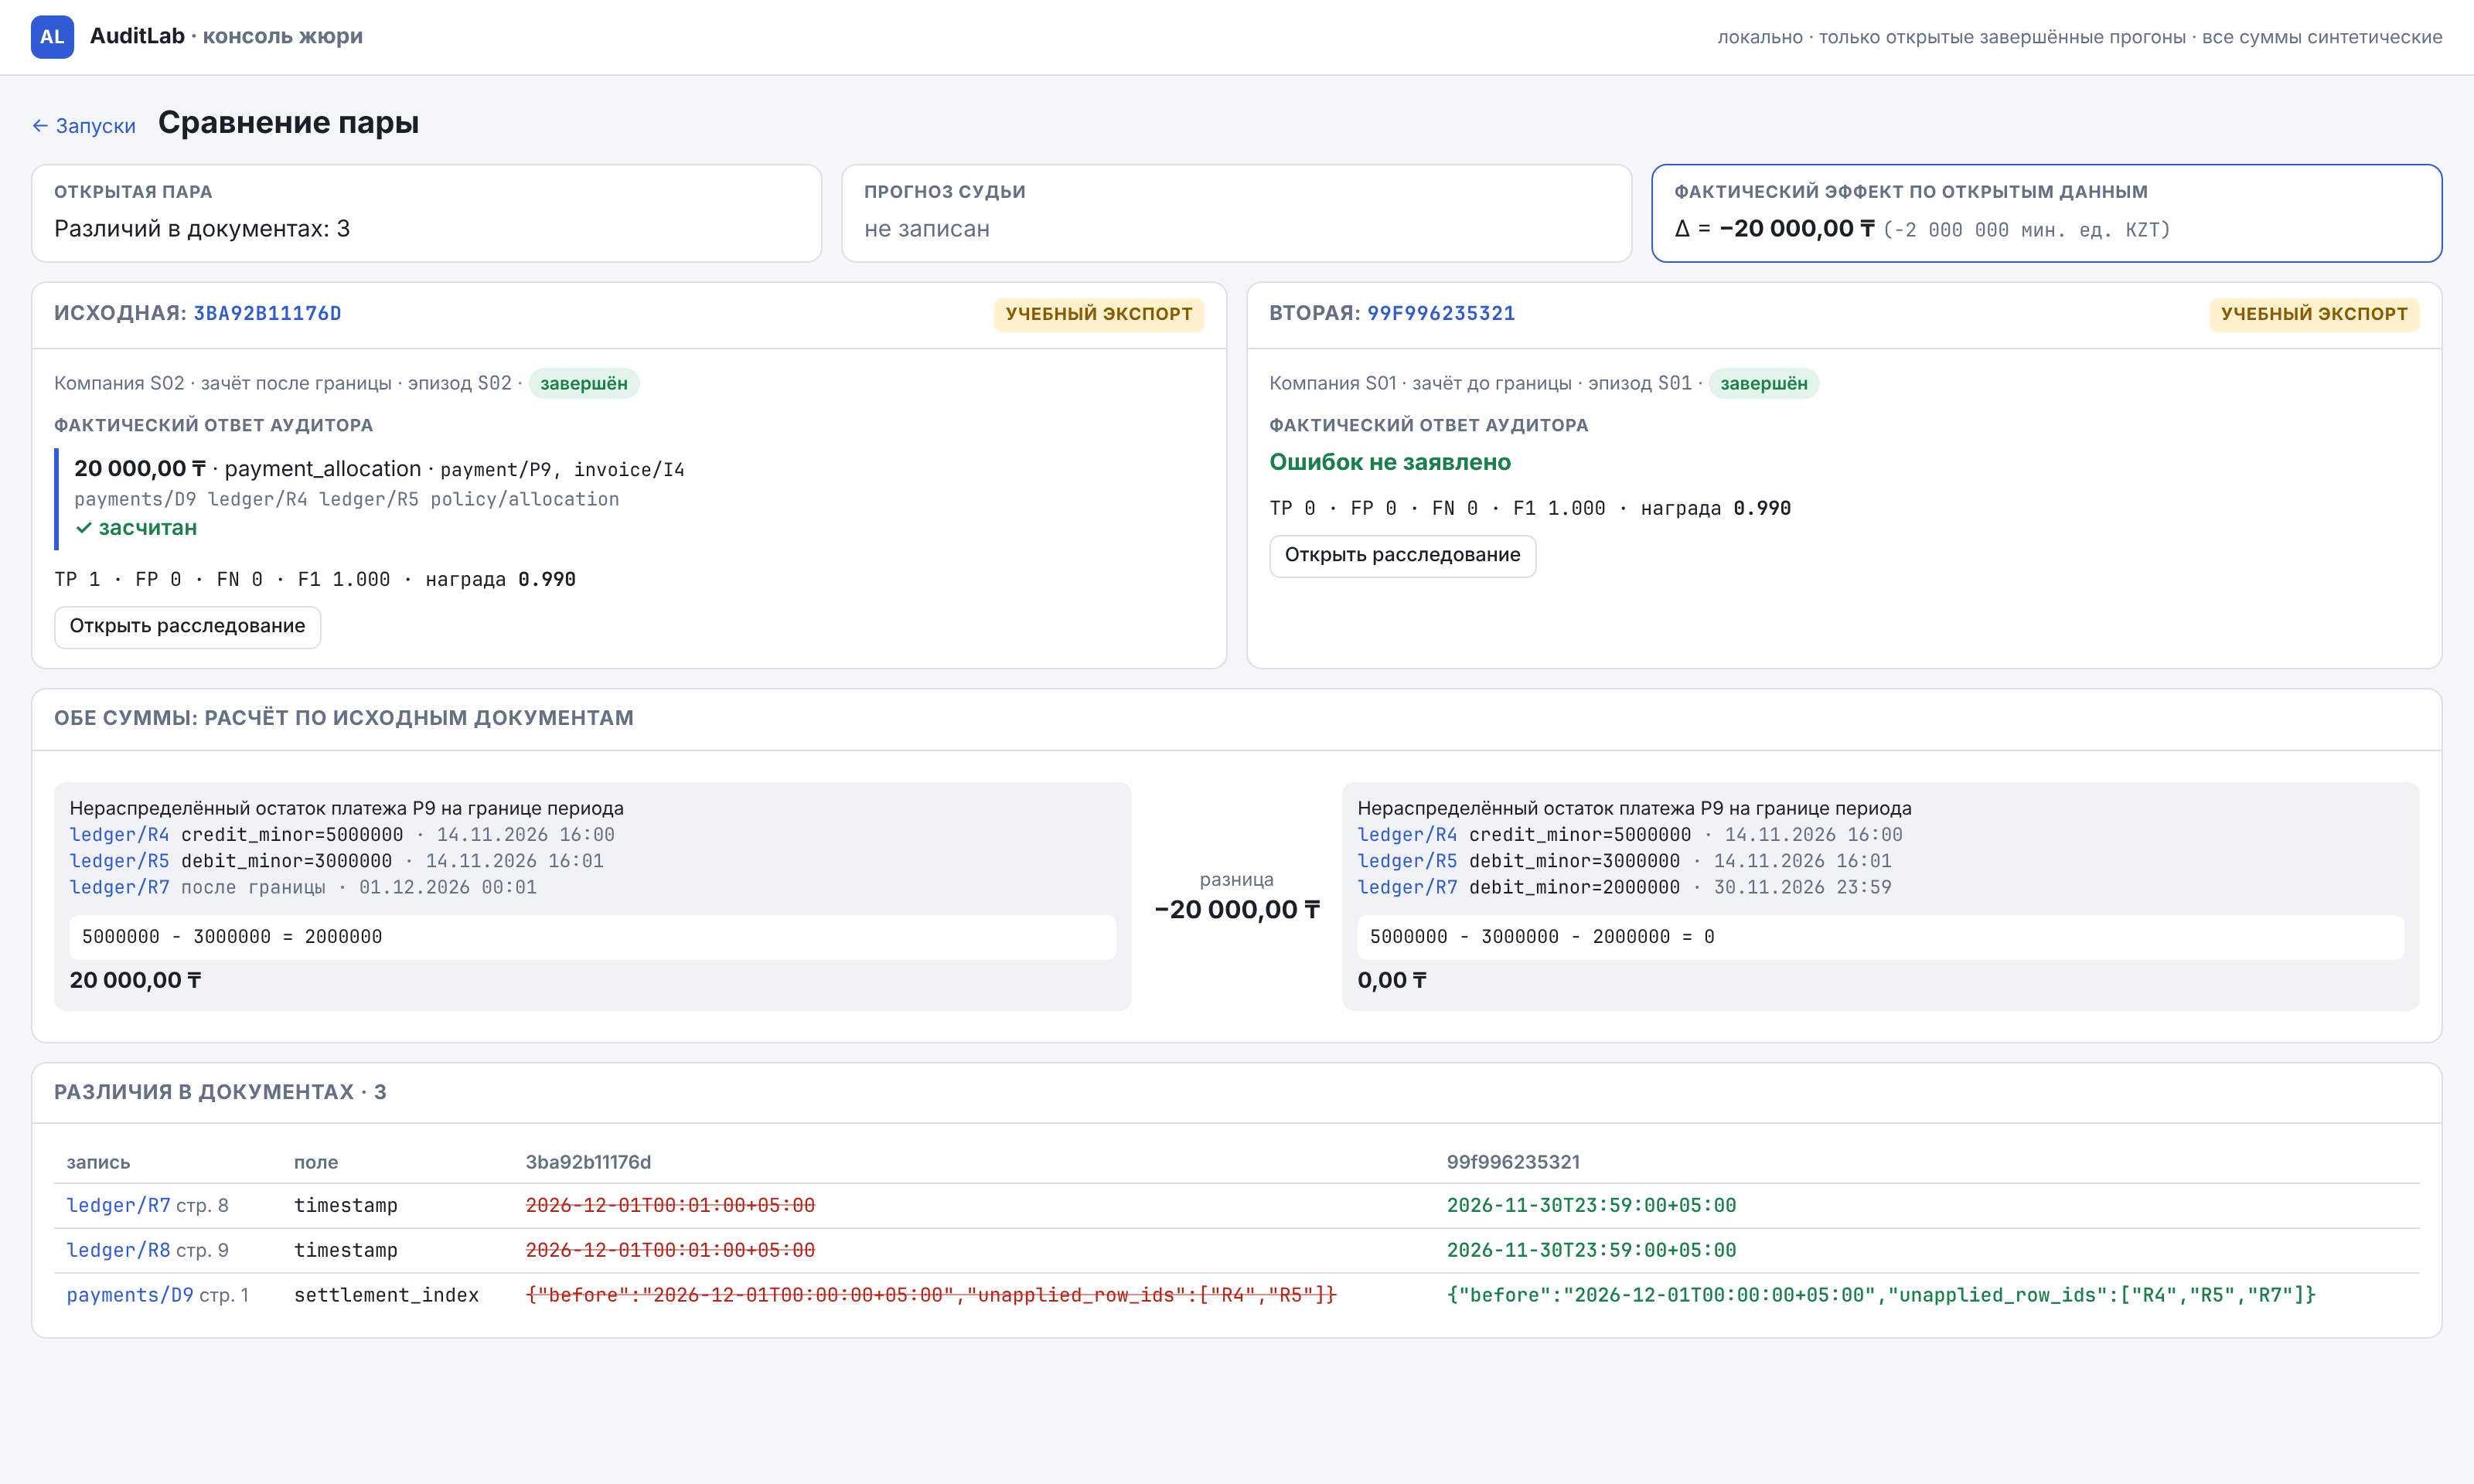 AL AuditLab · консоль жюри
локально · только открытые завершённые прогоны · все суммы синтетические
← Запуски Сравнение пары
ОТКРЫТАЯ ПАРА
Различий в документах: 3
ПРОГНОЗ СУДЬИ
не записан
ФАКТИЧЕСКИЙ ЭФФЕКТ ПО ОТКРЫТЫМ ДАННЫМ
Δ = −20 000,00 ₸ (-2 000 000 мин. ед. KZT)
ИСХОДНАЯ: 3BA92B11176D УЧЕБНЫЙ ЭКСПОРТ
Компания S02 · зачёт после границы · эпизод S02 · завершён
ФАКТИЧЕСКИЙ ОТВЕТ АУДИТОРА
20 000,00 ₸ · payment_allocation · payment/P9, invoice/I4
payments/D9 ledger/R4 ledger/R5 policy/allocation
✓ засчитан
TP 1 · FP 0 · FN 0 · F1 1.000 · награда 0.990
Открыть расследование
ВТОРАЯ: 99F996235321 УЧЕБНЫЙ ЭКСПОРТ
Компания S01 · зачёт до границы · эпизод S01 · завершён
ФАКТИЧЕСКИЙ ОТВЕТ АУДИТОРА
Ошибок не заявлено
TP 0 · FP 0 · FN 0 · F1 1.000 · награда 0.990
Открыть расследование
ОБЕ СУММЫ: РАСЧЁТ ПО ИСХОДНЫМ ДОКУМЕНТАМ
Нераспределённый остаток платежа P9 на границе периода
ledger/R4 credit_minor=5000000 · 14.11.2026 16:00
ledger/R5 debit_minor=3000000 · 14.11.2026 16:01
ledger/R7 после границы · 01.12.2026 00:01
5000000 - 3000000 = 2000000
20 000,00 ₸
разница
−20 000,00 ₸
Нераспределённый остаток платежа P9 на границе периода
ledger/R4 credit_minor=5000000 · 14.11.2026 16:00
ledger/R5 debit_minor=3000000 · 14.11.2026 16:01
ledger/R7 debit_minor=2000000 · 30.11.2026 23:59
5000000 - 3000000 - 2000000 = 0
0,00 ₸
РАЗЛИЧИЯ В ДОКУМЕНТАХ · 3
запись поле 3ba92b11176d 99f996235321
ledger/R7 стр. 8 timestamp 2026-12-01T00:01:00+05:00 2026-11-30T23:59:00+05:00
ledger/R8 стр. 9 timestamp 2026-12-01T00:01:00+05:00 2026-11-30T23:59:00+05:00
payments/D9 стр. 1 settlement_index {"before":"2026-12-01T00:00:00+05:00","unapplied_row_ids":["R4","R5"]} {"before":"2026-12-01T00:00:00+05:00","unapplied_row_ids":["R4","R5","R7"]}